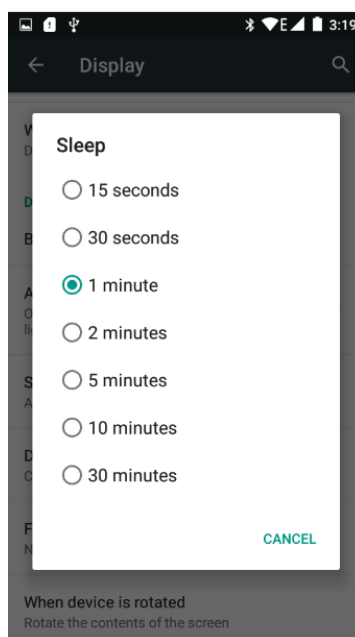 E 3:19
Display
Sleep
15 seconds
30 seconds
1 minute
2 minutes
5 minutes
10 minutes
30 minutes
CANCEL
When device is rotated
Rotate the contents of the screen